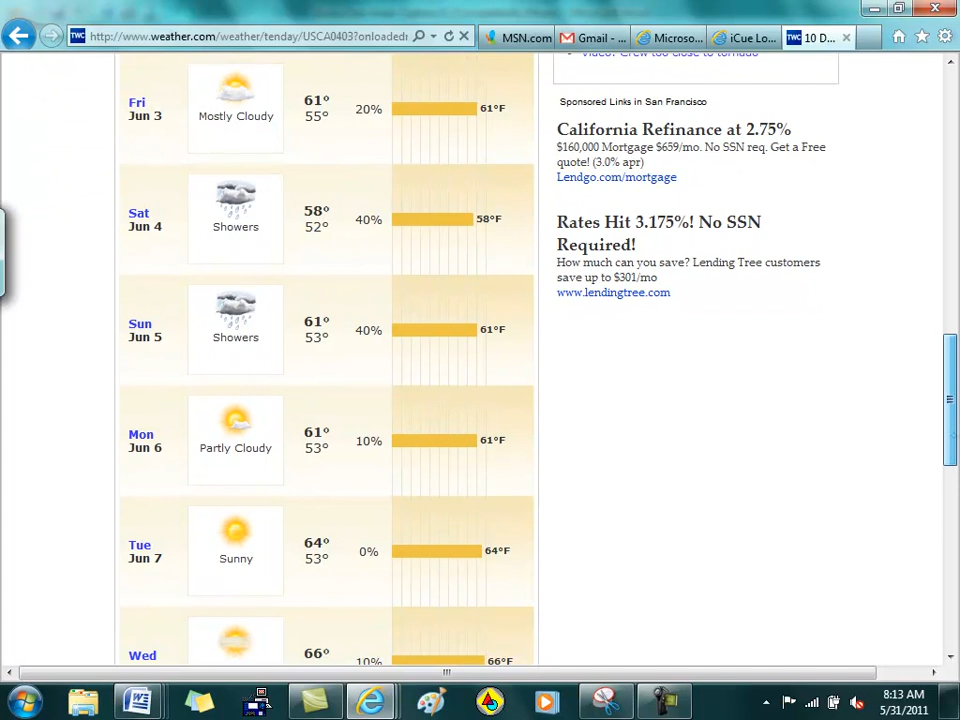 http://www.weather.com/weather/tenday/USCA0403?onloadedr
TWC
MSN.com
Gmail - ...
Microso...
iCue Lo...
TWC 10 D...
Video: Crew too close to tornado
Sponsored Links in San Francisco
California Refinance at 2.75%
$160,000 Mortgage $659/mo. No SSN req. Get a Free
quote! (3.0% apr)
Lendgo.com/mortgage
Rates Hit 3.175%! No SSN
Required!
How much can you save? Lending Tree customers
save up to $301/mo
www.lendingtree.com
Fri
Jun 3
Mostly Cloudy
61°
55°
20%
61°F
Sat
Jun 4
Showers
58°
52°
40%
58°F
Sun
Jun 5
Showers
61°
53°
40%
61°F
Mon
Jun 6
Partly Cloudy
61°
53°
10%
61°F
Tue
Jun 7
Sunny
64°
53°
0%
64°F
Wed
66°
10%
66°F
8:13 AM
5/31/2011